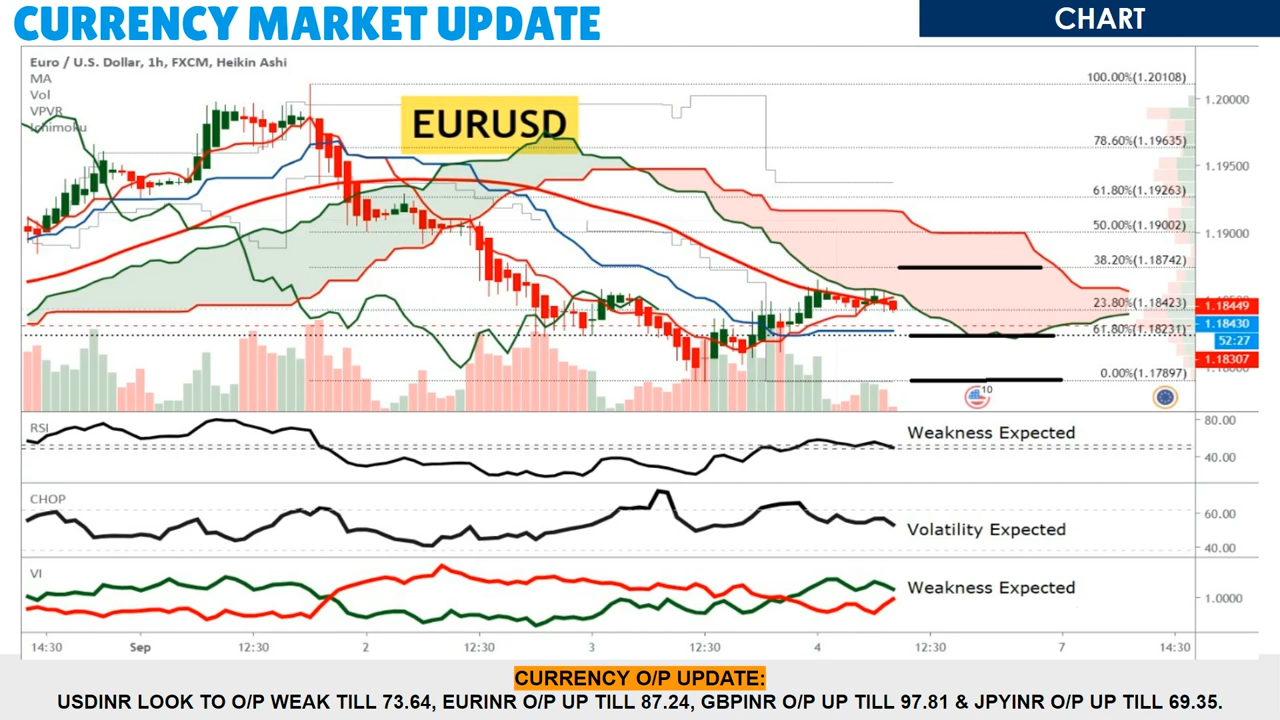 CURRENCY MARKET UPDATE
CHART
Euro / U.S. Dollar, 1h, FXCM, Heikin Ashi
MA
Vol
VPVR
Ichimoku
EURUSD
100.00%(1.20108)
78.60%(1.19635)
61.80%(1.19263)
50.00%(1.19002)
38.20%(1.18742)
23.80%(1.18423)
61.80%(1.18231)
0.00%(1.17897)
10
1.20000
1.19500
1.19000
1.18449
1.18430
52:27
1.18307
RSI
Weakness Expected
80.00
40.00
CHOP
Volatility Expected
60.00
40.00
VI
Weakness Expected
1.0000
14:30 Sep 12:30 2 12:30 3 12:30 4 12:30 7 14:30
CURRENCY O/P UPDATE:
USDINR LOOK TO O/P WEAK TILL 73.64, EURINR O/P UP TILL 87.24, GBPINR O/P UP TILL 97.81 & JPYINR O/P UP TILL 69.35.